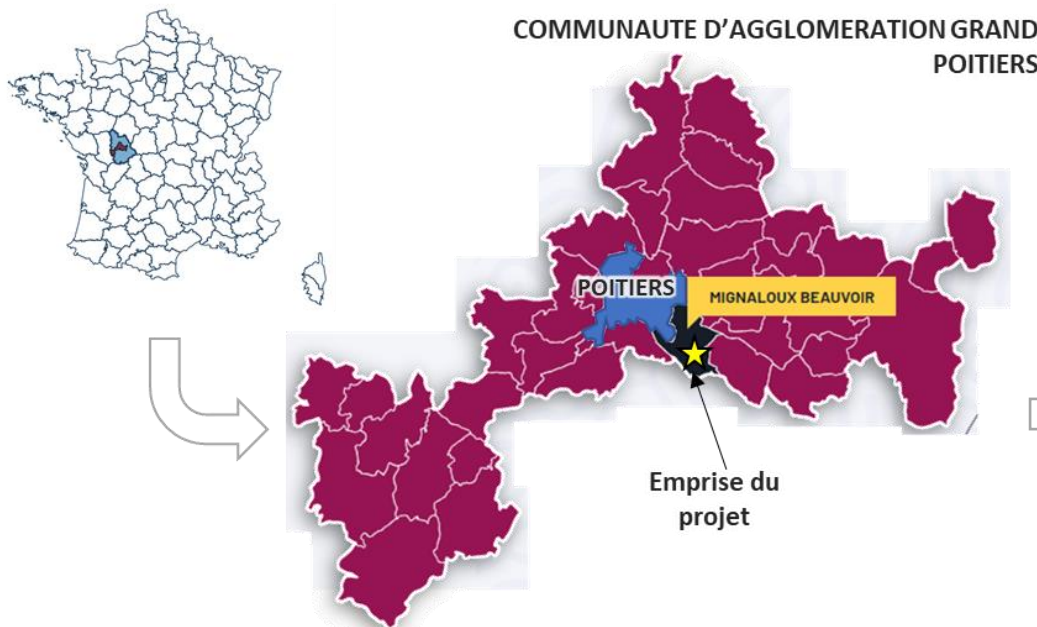 COMMUNAUTE D'AGGLOMERATION GRAND
POITIERS
POITIERS
MIGNALOUX BEAUVOIR
Emprise du
projet